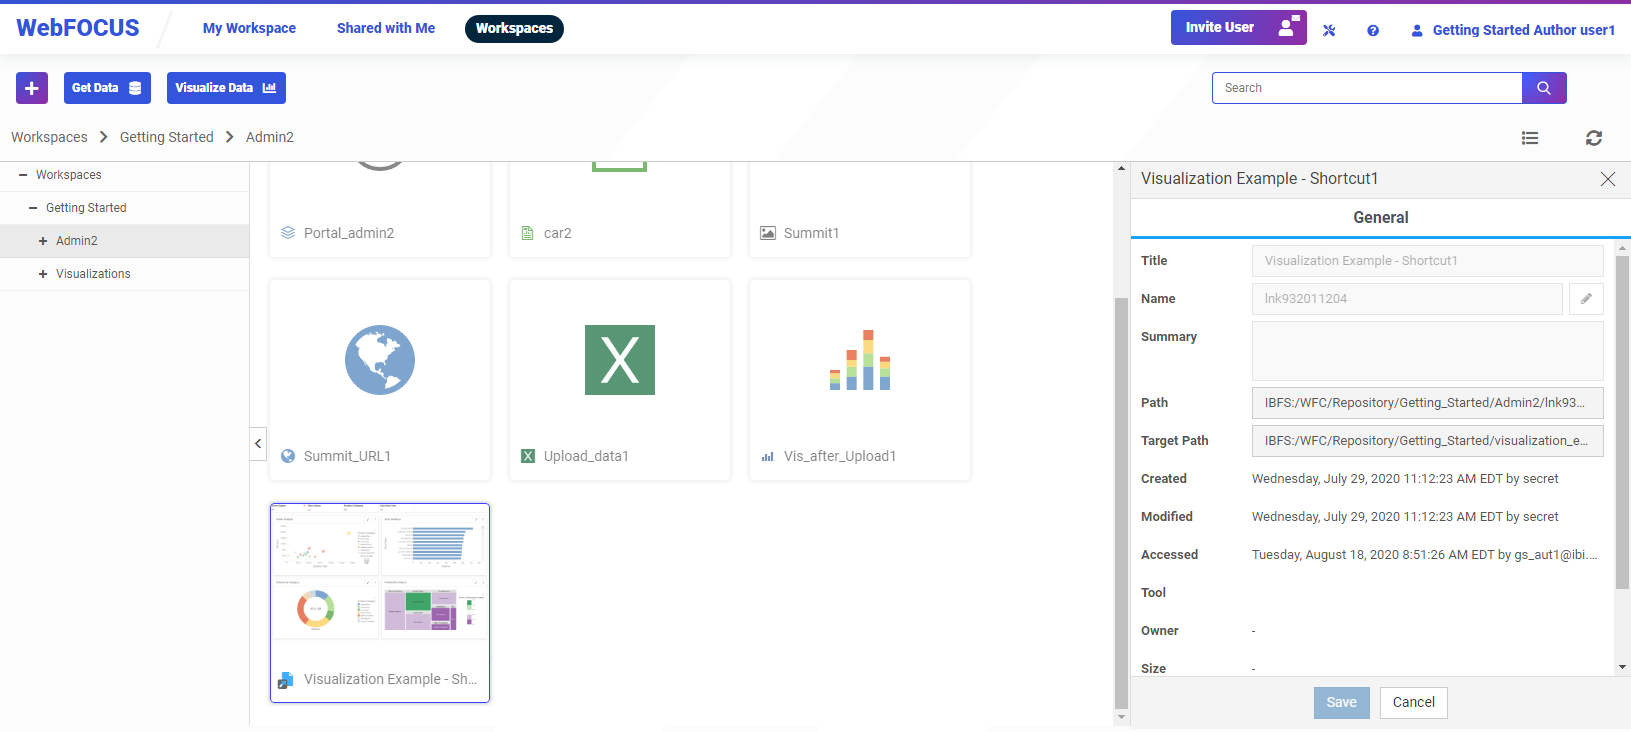 WebFOCUS
My Workspace
Shared with Me
Workspaces
Invite User
Getting Started Author user1
Get Data
Visualize Data
Search
Workspaces
Getting Started
Admin2
Workspaces
Getting Started
Admin2
Visualizations
Portal_admin2
car2
Summit1
Summit_URL1
Upload_data1
Vis_after_Upload1
Visualization Example - Sh...
Visualization Example - Shortcut1
General
Title
Visualization Example - Shortcut1
Name
lnk932011204
Summary
Path
IBFS:/WFC/Repository/Getting_Started/Admin2/lnk93...
Target Path
IBFS:/WFC/Repository/Getting_Started/visualization_e...
Created
Wednesday, July 29, 2020 11:12:23 AM EDT by secret
Modified
Wednesday, July 29, 2020 11:12:23 AM EDT by secret
Accessed
Tuesday, August 18, 2020 8:51:26 AM EDT by gs_aut1@ibi....
Tool
Owner
-
Size
-
Save
Cancel